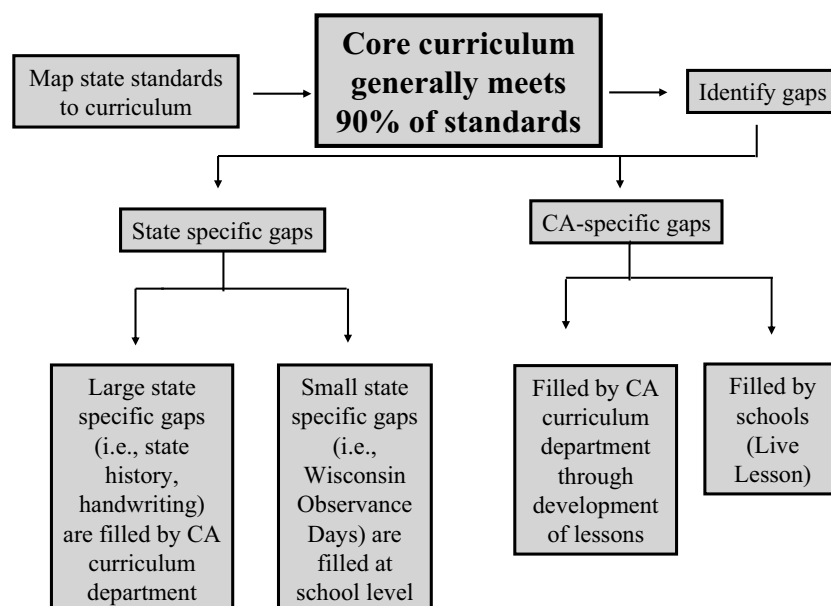 Map state standards
to curriculum
Core curriculum
generally meets
90% of standards
Identify gaps
State specific gaps
CA-specific gaps
Large state
specific gaps
(i.e., state
history,
handwriting)
are filled by CA
curriculum
department
Small state
specific gaps
(i.e.,
Wisconsin
Observance
Days) are
filled at
school level
Filled by CA
curriculum
department
through
development
of lessons
Filled by
schools
(Live
Lesson)